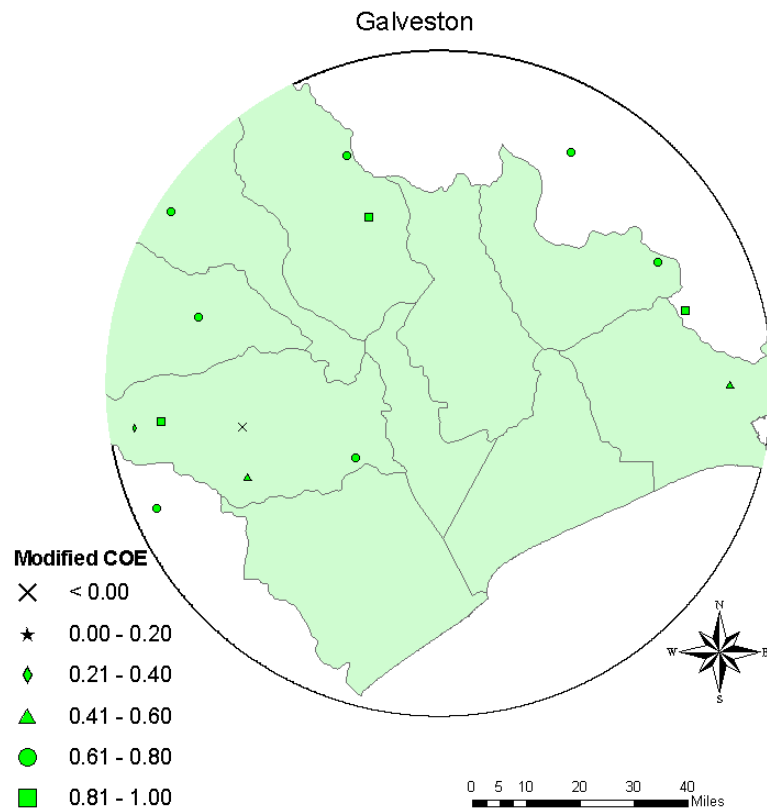 Galveston
Modified COE
< 0.00
0.00 - 0.20
0.21 - 0.40
0.41 - 0.60
0.61 - 0.80
0.81 - 1.00
N
W E
S
0 5 10 20 30 40
Miles